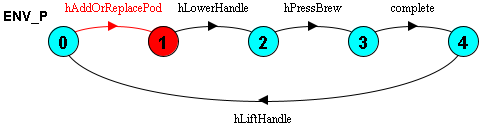 hAddOrReplacePod hLowerHandle hPressBrew complete
ENV_P
0 1 2 3 4
hLiftHandle